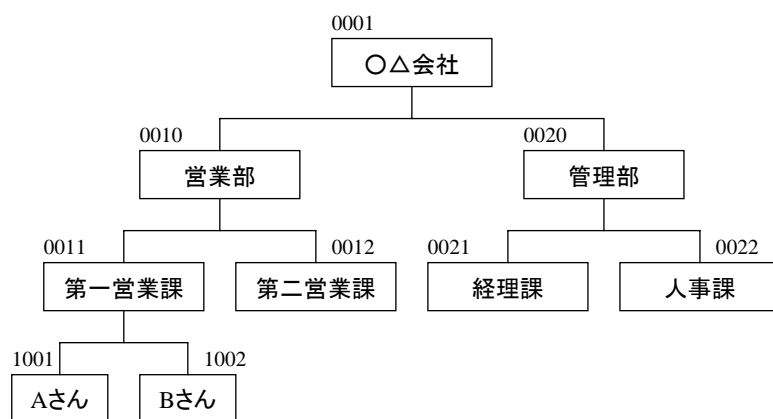 0001
〇△会社
0010
0020
営業部
管理部
0011
0012
0021
0022
第一営業課
第二営業課
経理課
人事課
1001
1002
Aさん
Bさん